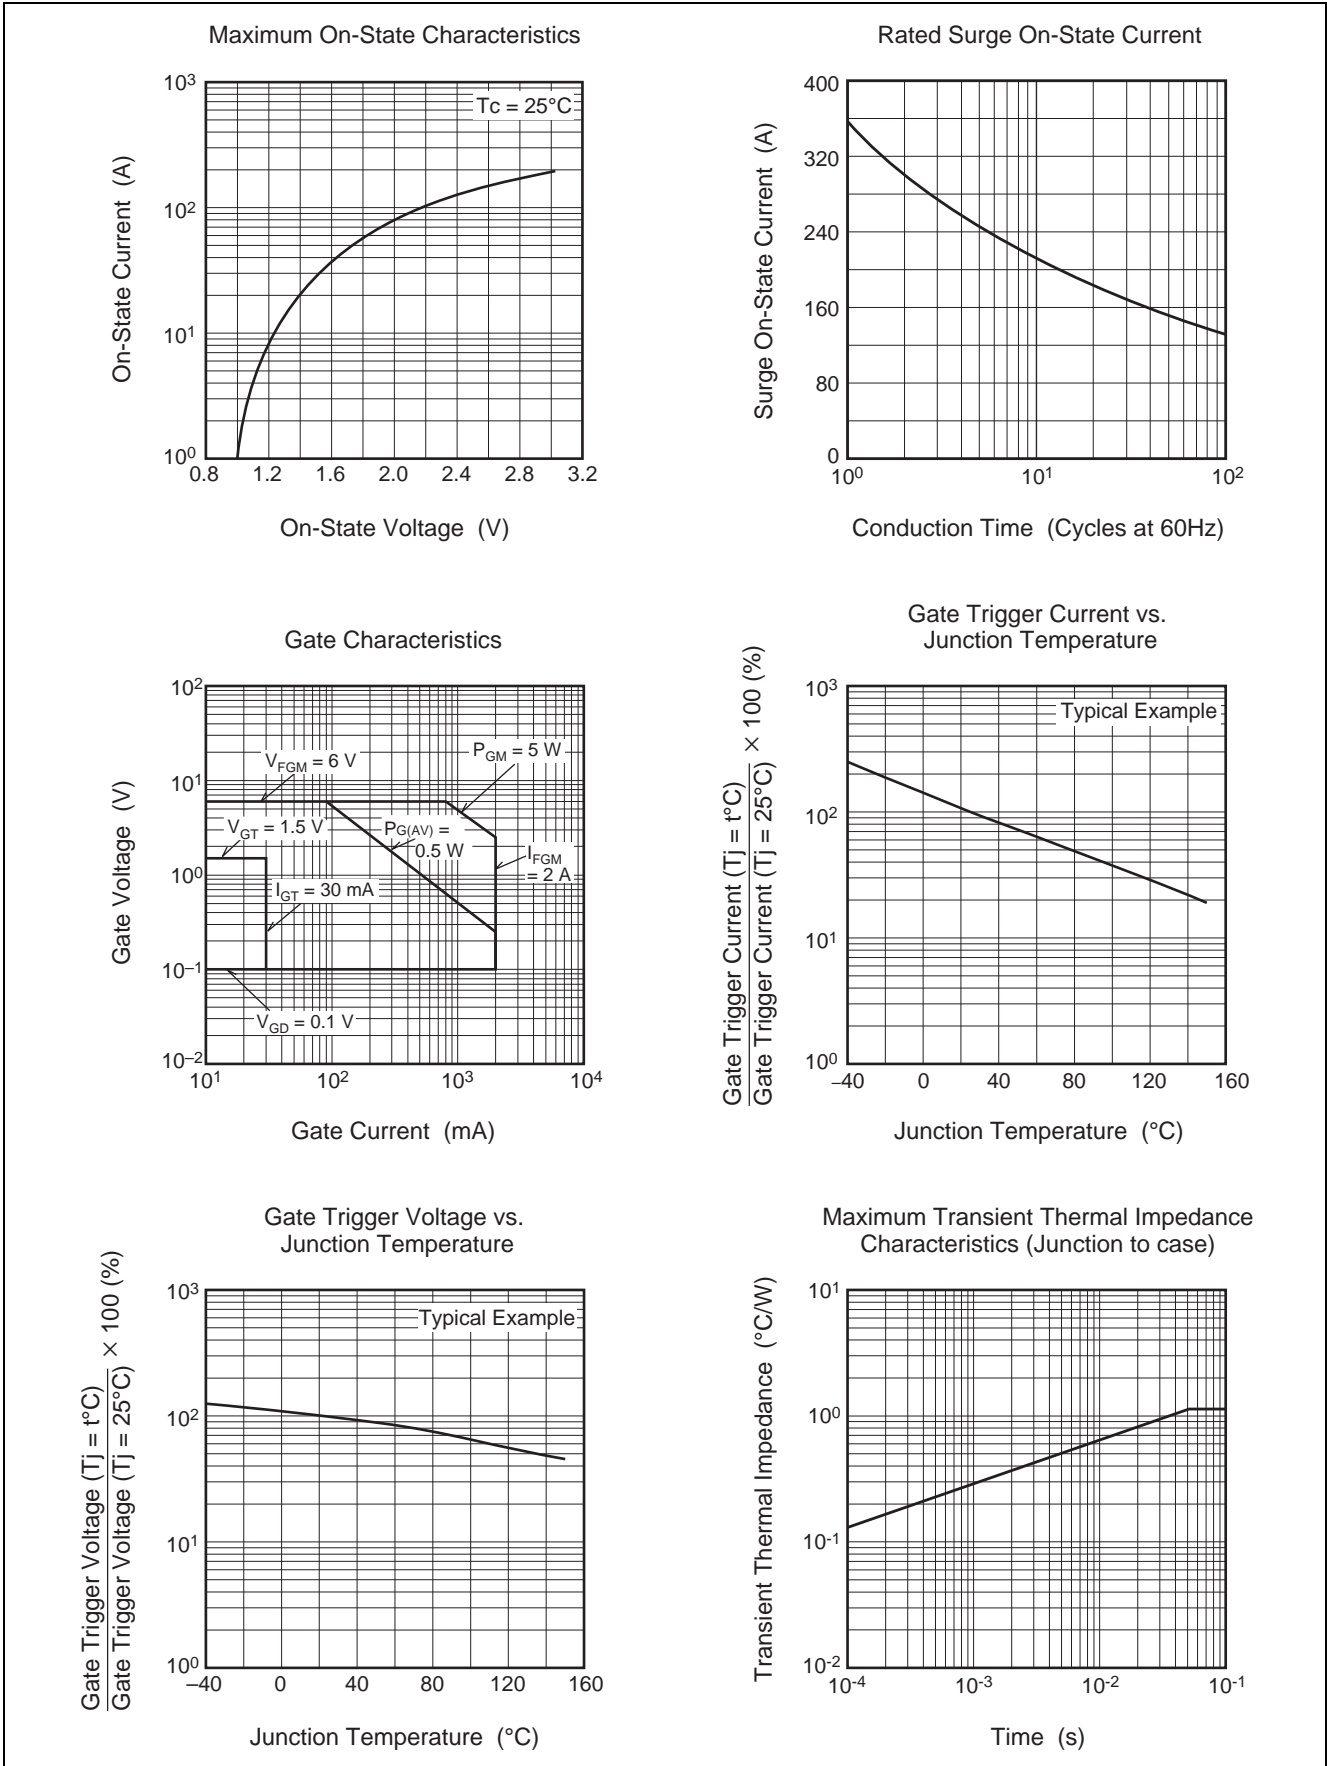 Maximum On-State Characteristics
10³
Tc = 25°C
10²
10¹
10⁰
On-State Current (A)
0.8 1.2 1.6 2.0 2.4 2.8 3.2
On-State Voltage (V)
Rated Surge On-State Current
400
320
240
160
80
0
Surge On-State Current (A)
10⁰ 10¹ 10²
Conduction Time (Cycles at 60Hz)
Gate Characteristics
10²
10¹
10⁰
10–¹
10–²
Gate Voltage (V)
VFGM = 6 V
PGM = 5 W
VGT = 1.5 V
PG(AV) =
0.5 W
IFGM
= 2 A
IGT = 30 mA
VGD = 0.1 V
10¹ 10² 10³ 10⁴
Gate Current (mA)
Gate Trigger Current vs.
Junction Temperature
10³
Typical Example
10²
10¹
10⁰
Gate Trigger Current (Tj = t°C)
Gate Trigger Current (Tj = 25°C)
× 100 (%)
–40 0 40 80 120 160
Junction Temperature (°C)
Gate Trigger Voltage vs.
Junction Temperature
10³
Typical Example
10²
10¹
10⁰
Gate Trigger Voltage (Tj = t°C)
Gate Trigger Voltage (Tj = 25°C)
× 100 (%)
–40 0 40 80 120 160
Junction Temperature (°C)
Maximum Transient Thermal Impedance
Characteristics (Junction to case)
10¹
10⁰
10-¹
10-²
Transient Thermal Impedance (°C/W)
10-⁴ 10-³ 10-² 10-¹
Time (s)